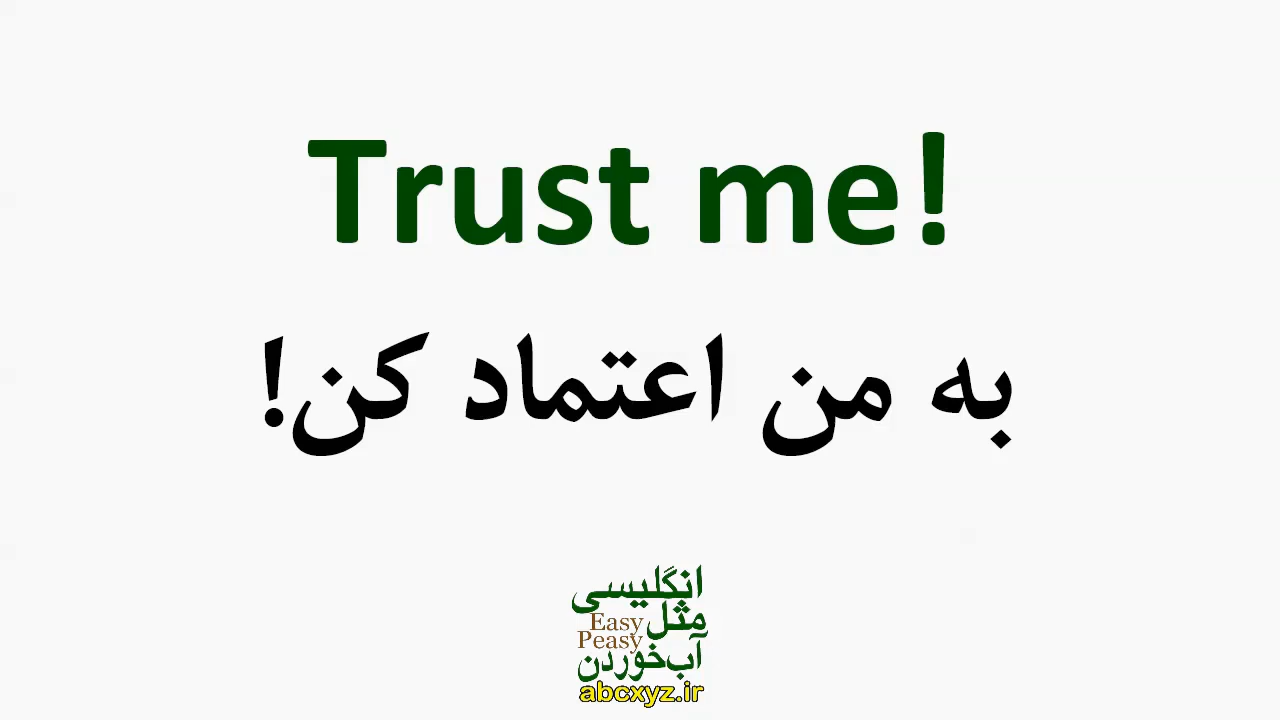 Trust me!
به من اعتماد کن!
انگلیسی
مثل Easy
Peasy
آب‌خوردن
abcxyz.ir